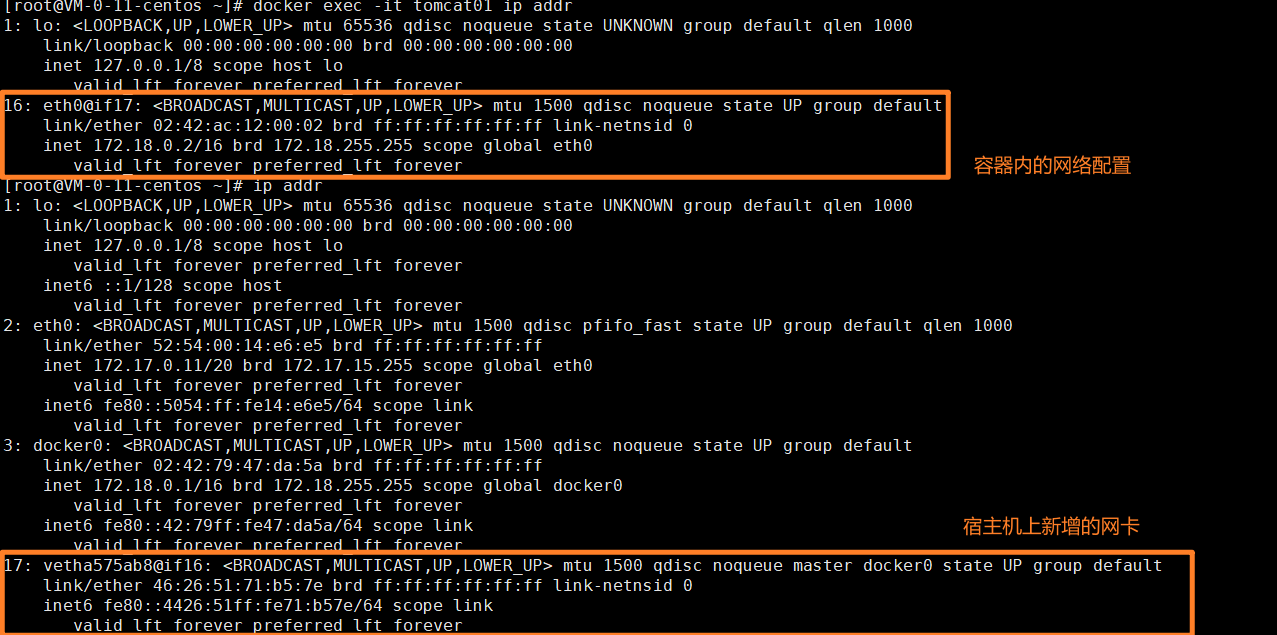 [root@VM-0-11-centos ~]# docker exec -it tomcat01 ip addr
1: lo: <LOOPBACK,UP,LOWER_UP> mtu 65536 qdisc noqueue state UNKNOWN group default qlen 1000
    link/loopback 00:00:00:00:00:00 brd 00:00:00:00:00:00
    inet 127.0.0.1/8 scope host lo
       valid_lft forever preferred_lft forever
16: eth0@if17: <BROADCAST,MULTICAST,UP,LOWER_UP> mtu 1500 qdisc noqueue state UP group default
    link/ether 02:42:ac:12:00:02 brd ff:ff:ff:ff:ff:ff link-netnsid 0
    inet 172.18.0.2/16 brd 172.18.255.255 scope global eth0
       valid_lft forever preferred_lft forever
容器内的网络配置
[root@VM-0-11-centos ~]# ip addr
1: lo: <LOOPBACK,UP,LOWER_UP> mtu 65536 qdisc noqueue state UNKNOWN group default qlen 1000
    link/loopback 00:00:00:00:00:00 brd 00:00:00:00:00:00
    inet 127.0.0.1/8 scope host lo
       valid_lft forever preferred_lft forever
    inet6 ::1/128 scope host
       valid_lft forever preferred_lft forever
2: eth0: <BROADCAST,MULTICAST,UP,LOWER_UP> mtu 1500 qdisc pfifo_fast state UP group default qlen 1000
    link/ether 52:54:00:14:e6:e5 brd ff:ff:ff:ff:ff:ff
    inet 172.17.0.11/20 brd 172.17.15.255 scope global eth0
       valid_lft forever preferred_lft forever
    inet6 fe80::5054:ff:fe14:e6e5/64 scope link
       valid_lft forever preferred_lft forever
3: docker0: <BROADCAST,MULTICAST,UP,LOWER_UP> mtu 1500 qdisc noqueue state UP group default
    link/ether 02:42:79:47:da:5a brd ff:ff:ff:ff:ff:ff
    inet 172.18.0.1/16 brd 172.18.255.255 scope global docker0
       valid_lft forever preferred_lft forever
    inet6 fe80::42:79ff:fe47:da5a/64 scope link
       valid_lft forever preferred_lft forever
宿主机上新增的网卡
17: vetha575ab8@if16: <BROADCAST,MULTICAST,UP,LOWER_UP> mtu 1500 qdisc noqueue master docker0 state UP group default
    link/ether 46:26:51:71:b5:7e brd ff:ff:ff:ff:ff:ff link-netnsid 0
    inet6 fe80::4426:51ff:fe71:b57e/64 scope link
       valid_lft forever preferred_lft forever